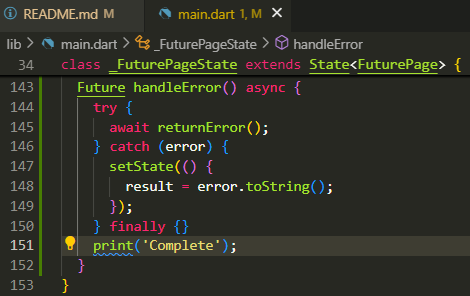 README.md M main.dart 1, M
lib > main.dart > _FuturePageState > handleError
34 class _FuturePageState extends State<FuturePage> {
143 Future handleError() async {
144 try {
145 await returnError();
146 } catch (error) {
147 setState(() {
148 result = error.toString();
149 });
150 } finally {}
151 print('Complete');
152 }
153 }